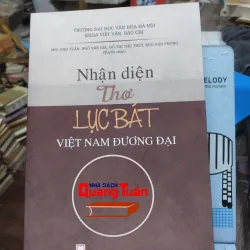 TRƯỜNG ĐẠI HỌC VĂN HÓA HÀ NỘI
KHOA VIẾT VĂN - BÁO CHÍ
Nhận diện
Thơ
LỤC BÁT
VIỆT NAM ĐƯƠNG ĐẠI
NHÀ SÁCH
Quang Tuấn
MELODY